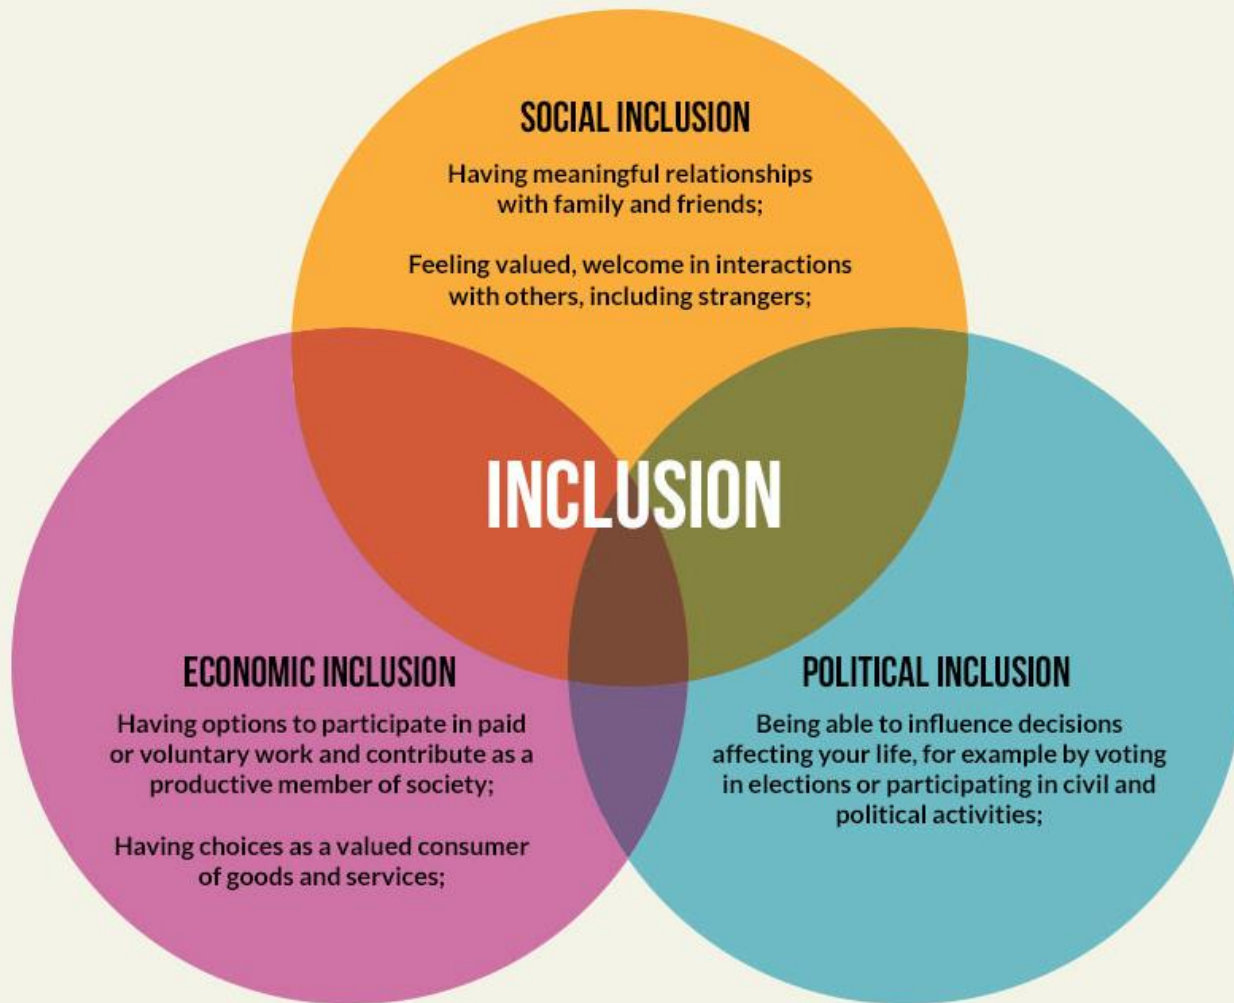 SOCIAL INCLUSION
Having meaningful relationships
with family and friends;
Feeling valued, welcome in interactions
with others, including strangers;
INCLUSION
ECONOMIC INCLUSION
Having options to participate in paid
or voluntary work and contribute as a
productive member of society;
Having choices as a valued consumer
of goods and services;
POLITICAL INCLUSION
Being able to influence decisions
affecting your life, for example by voting
in elections or participating in civil and
political activities;